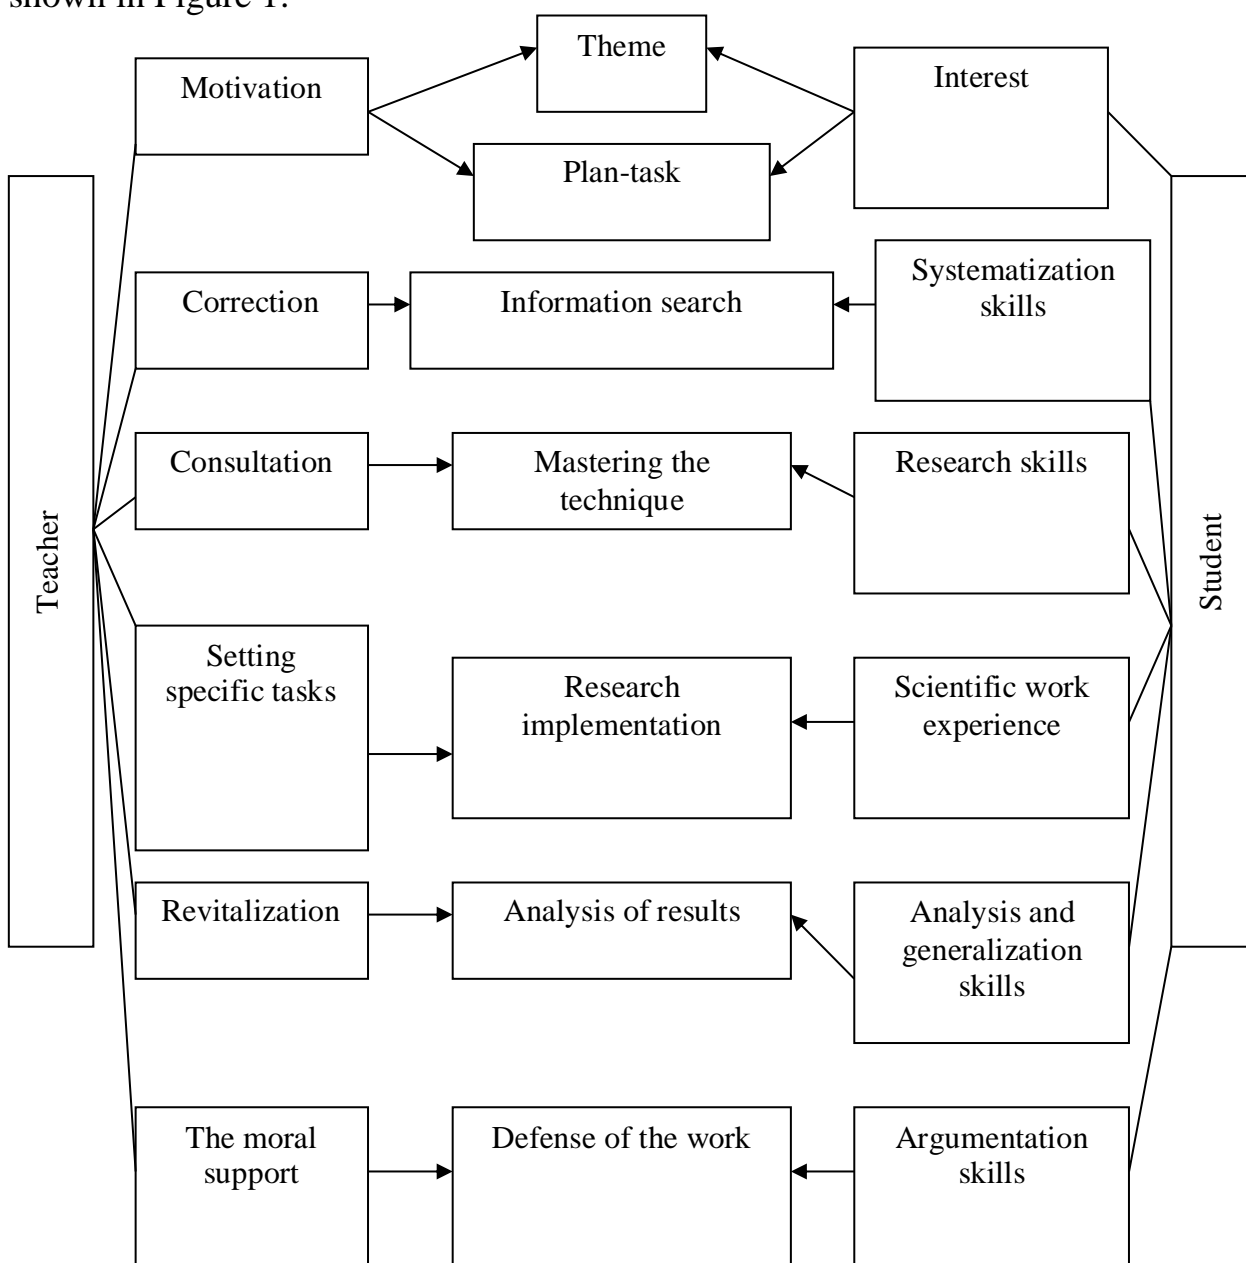 shown in Figure 1.
Theme
Motivation
Interest
Plan-task
Correction
Information search
Systematization
skills
Consultation
Mastering the
technique
Research skills
Teacher
Student
Setting
specific tasks
Research
implementation
Scientific work
experience
Revitalization
Analysis of results
Analysis and
generalization
skills
The moral
support
Defense of the work
Argumentation
skills